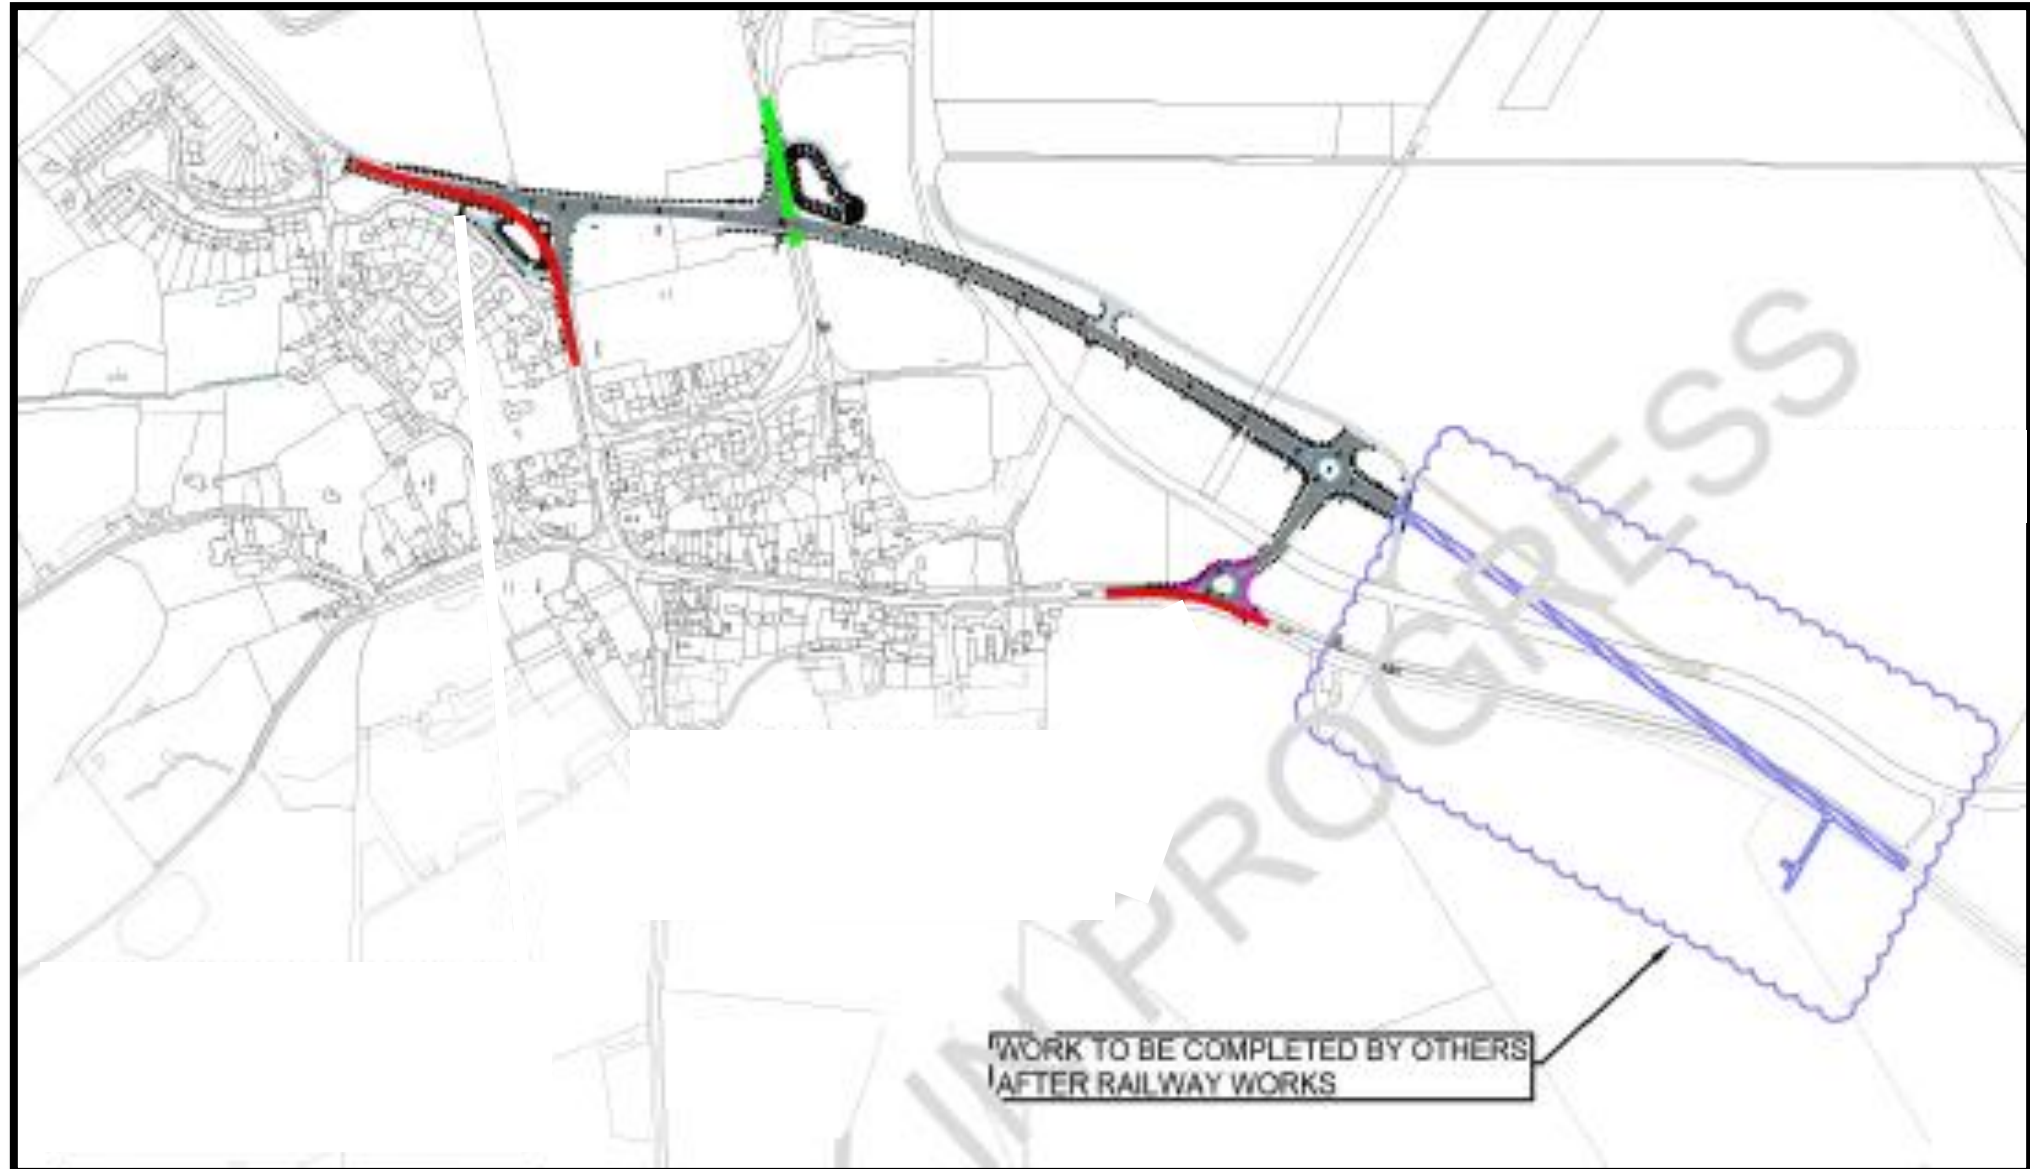 IN PROGRESS
WORK TO BE COMPLETED BY OTHERS
AFTER RAILWAY WORKS